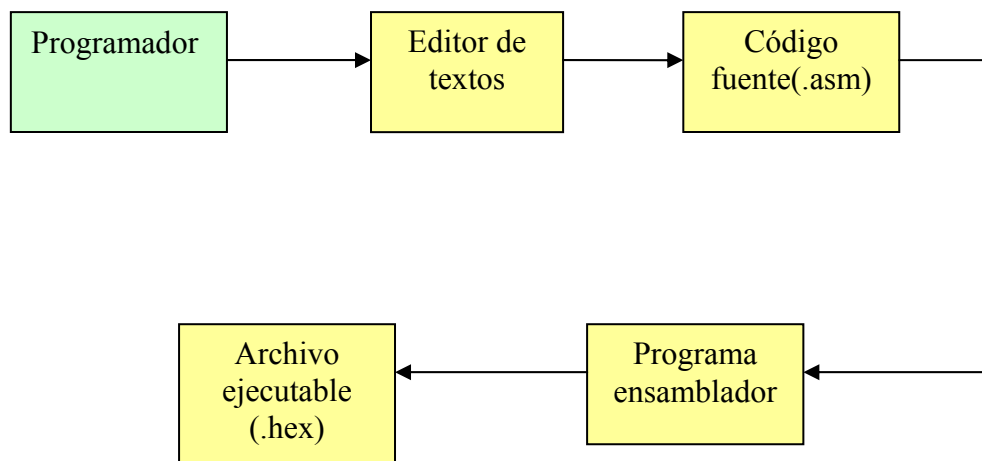 Programador
Editor de
textos
Código
fuente(.asm)
Archivo
ejecutable
(.hex)
Programa
ensamblador